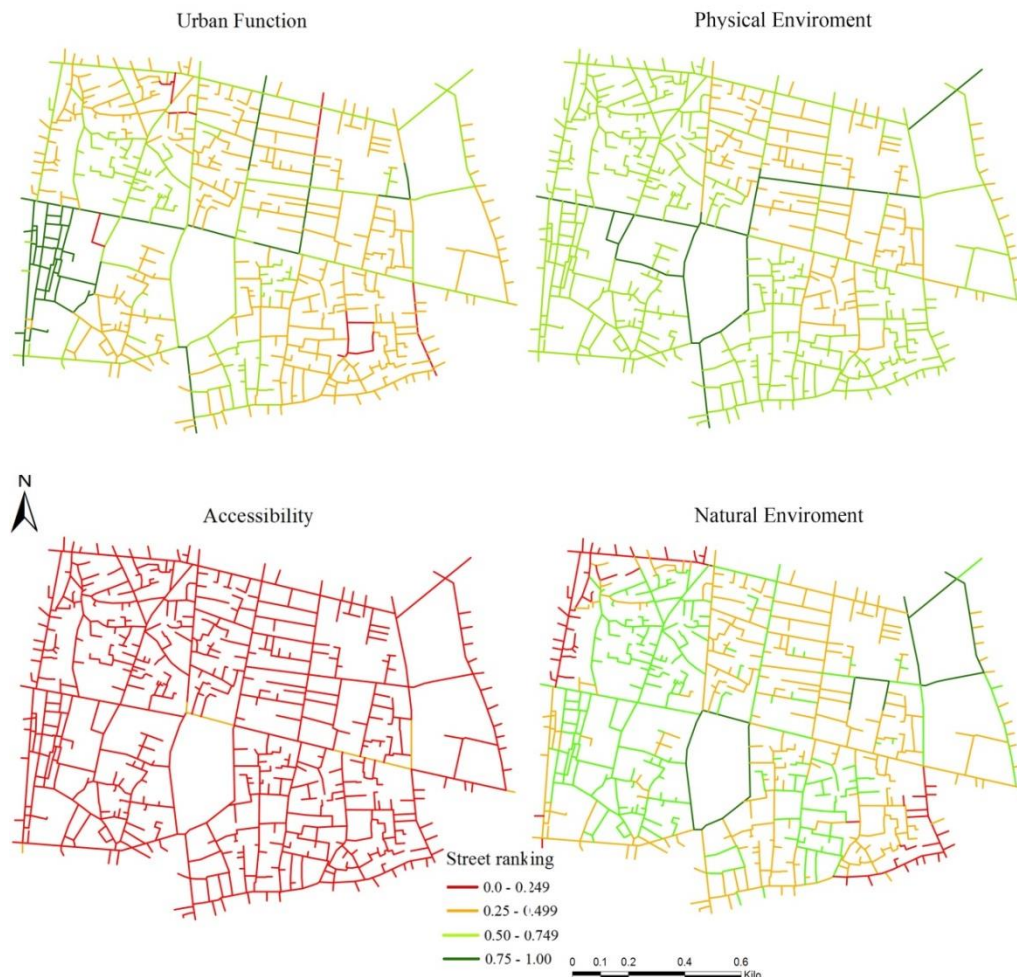 Urban Function
Physical Enviroment
N
Accessibility
Natural Enviroment
Street ranking
0.0 - 0.249
0.25 - 0.499
0.50 - 0.749
0.75 - 1.00
0 0.1 0.2 0.4 0.6
Kilo